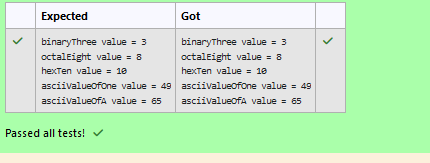 Expected Got
binaryThree value = 3 binaryThree value = 3
octalEight value = 8 octalEight value = 8
hexTen value = 10 hexTen value = 10
asciiValueOfOne value = 49 asciiValueOfOne value = 49
asciiValueOfA value = 65 asciiValueOfA value = 65
Passed all tests! ✓